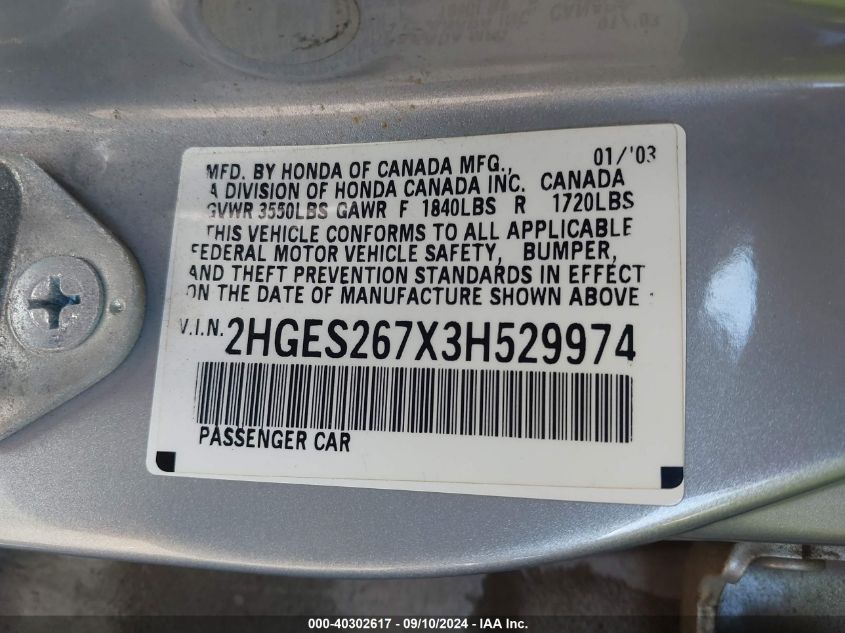 MFD. BY HONDA OF CANADA MFG., 01/'03
A DIVISION OF HONDA CANADA INC. CANADA
GVWR 3550LBS GAWR F 1840LBS R 1720LBS
THIS VEHICLE CONFORMS TO ALL APPLICABLE
FEDERAL MOTOR VEHICLE SAFETY, BUMPER,
AND THEFT PREVENTION STANDARDS IN EFFECT
ON THE DATE OF MANUFACTURE SHOWN ABOVE
V.I.N. 2HGES267X3H529974
PASSENGER CAR
000-40302617 - 09/10/2024 - IAA Inc.